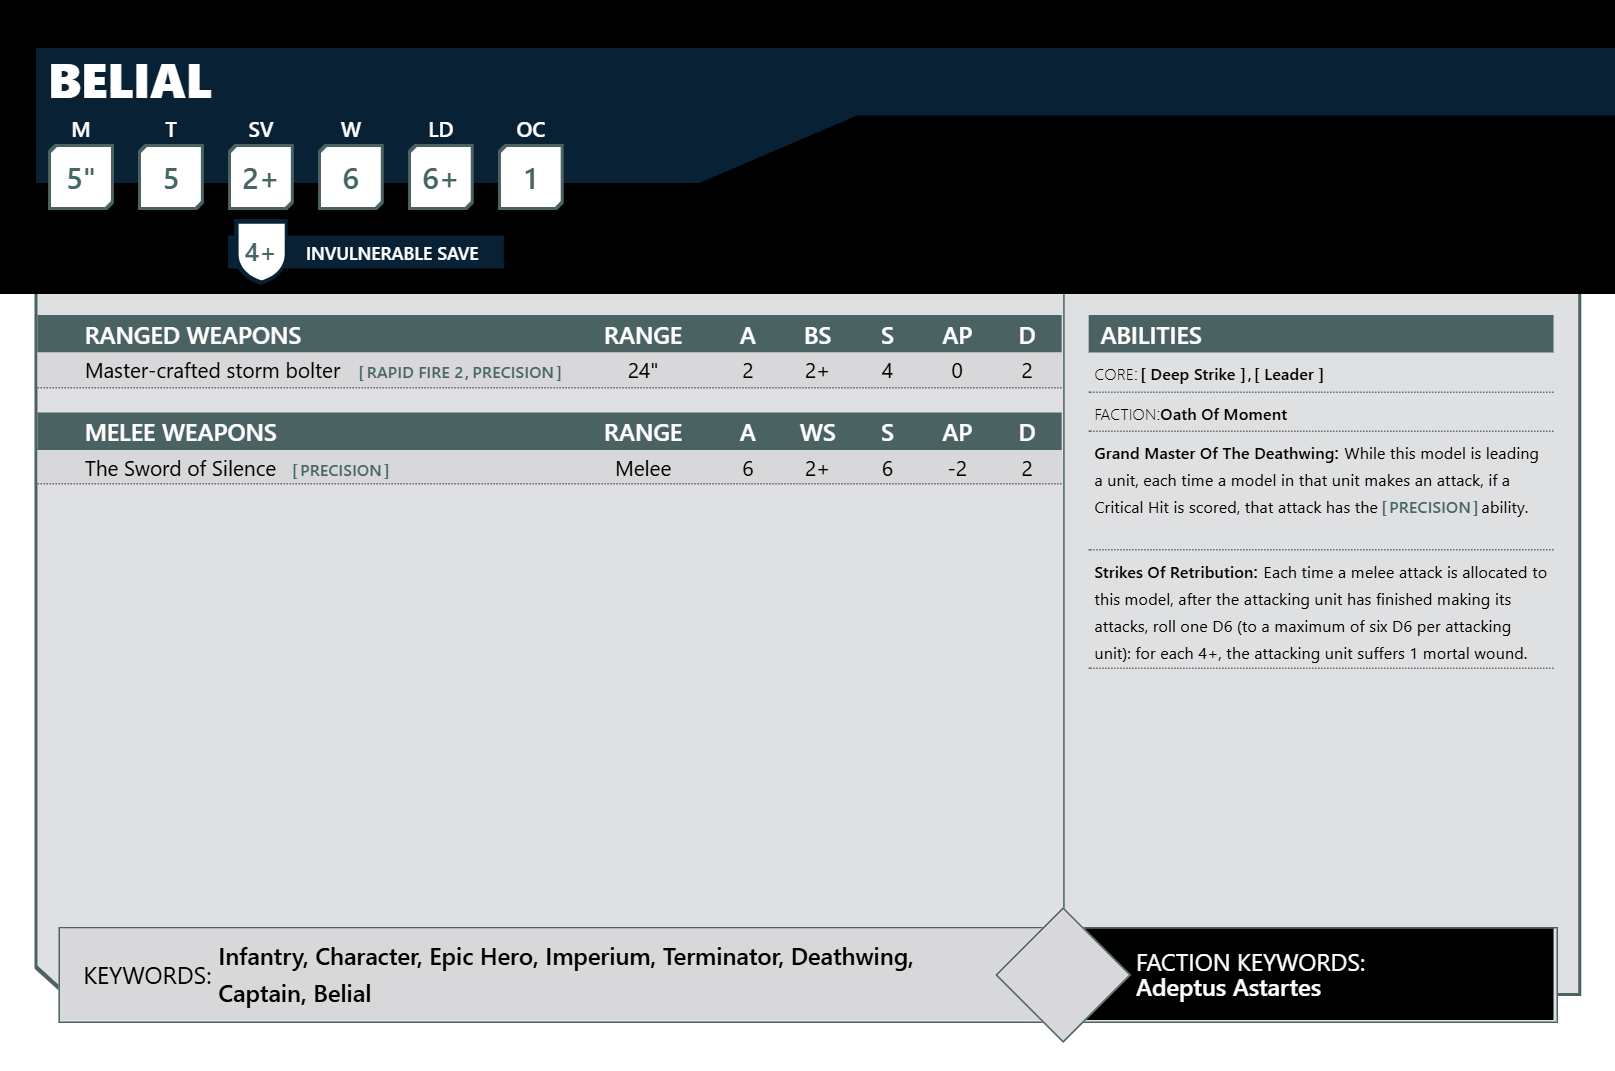 BELIAL
M T SV W LD OC
5" 5 2+ 6 6+ 1
4+ INVULNERABLE SAVE
RANGED WEAPONS RANGE A BS S AP D
Master-crafted storm bolter [RAPID FIRE 2, PRECISION] 24" 2 2+ 4 0 2
MELEE WEAPONS RANGE A WS S AP D
The Sword of Silence [PRECISION] Melee 6 2+ 6 -2 2
ABILITIES
CORE: [ Deep Strike ], [ Leader ]
FACTION:Oath Of Moment
Grand Master Of The Deathwing: While this model is leading
a unit, each time a model in that unit makes an attack, if a
Critical Hit is scored, that attack has the [PRECISION] ability.
Strikes Of Retribution: Each time a melee attack is allocated to
this model, after the attacking unit has finished making its
attacks, roll one D6 (to a maximum of six D6 per attacking
unit): for each 4+, the attacking unit suffers 1 mortal wound.
KEYWORDS: Infantry, Character, Epic Hero, Imperium, Terminator, Deathwing,
Captain, Belial
FACTION KEYWORDS:
Adeptus Astartes